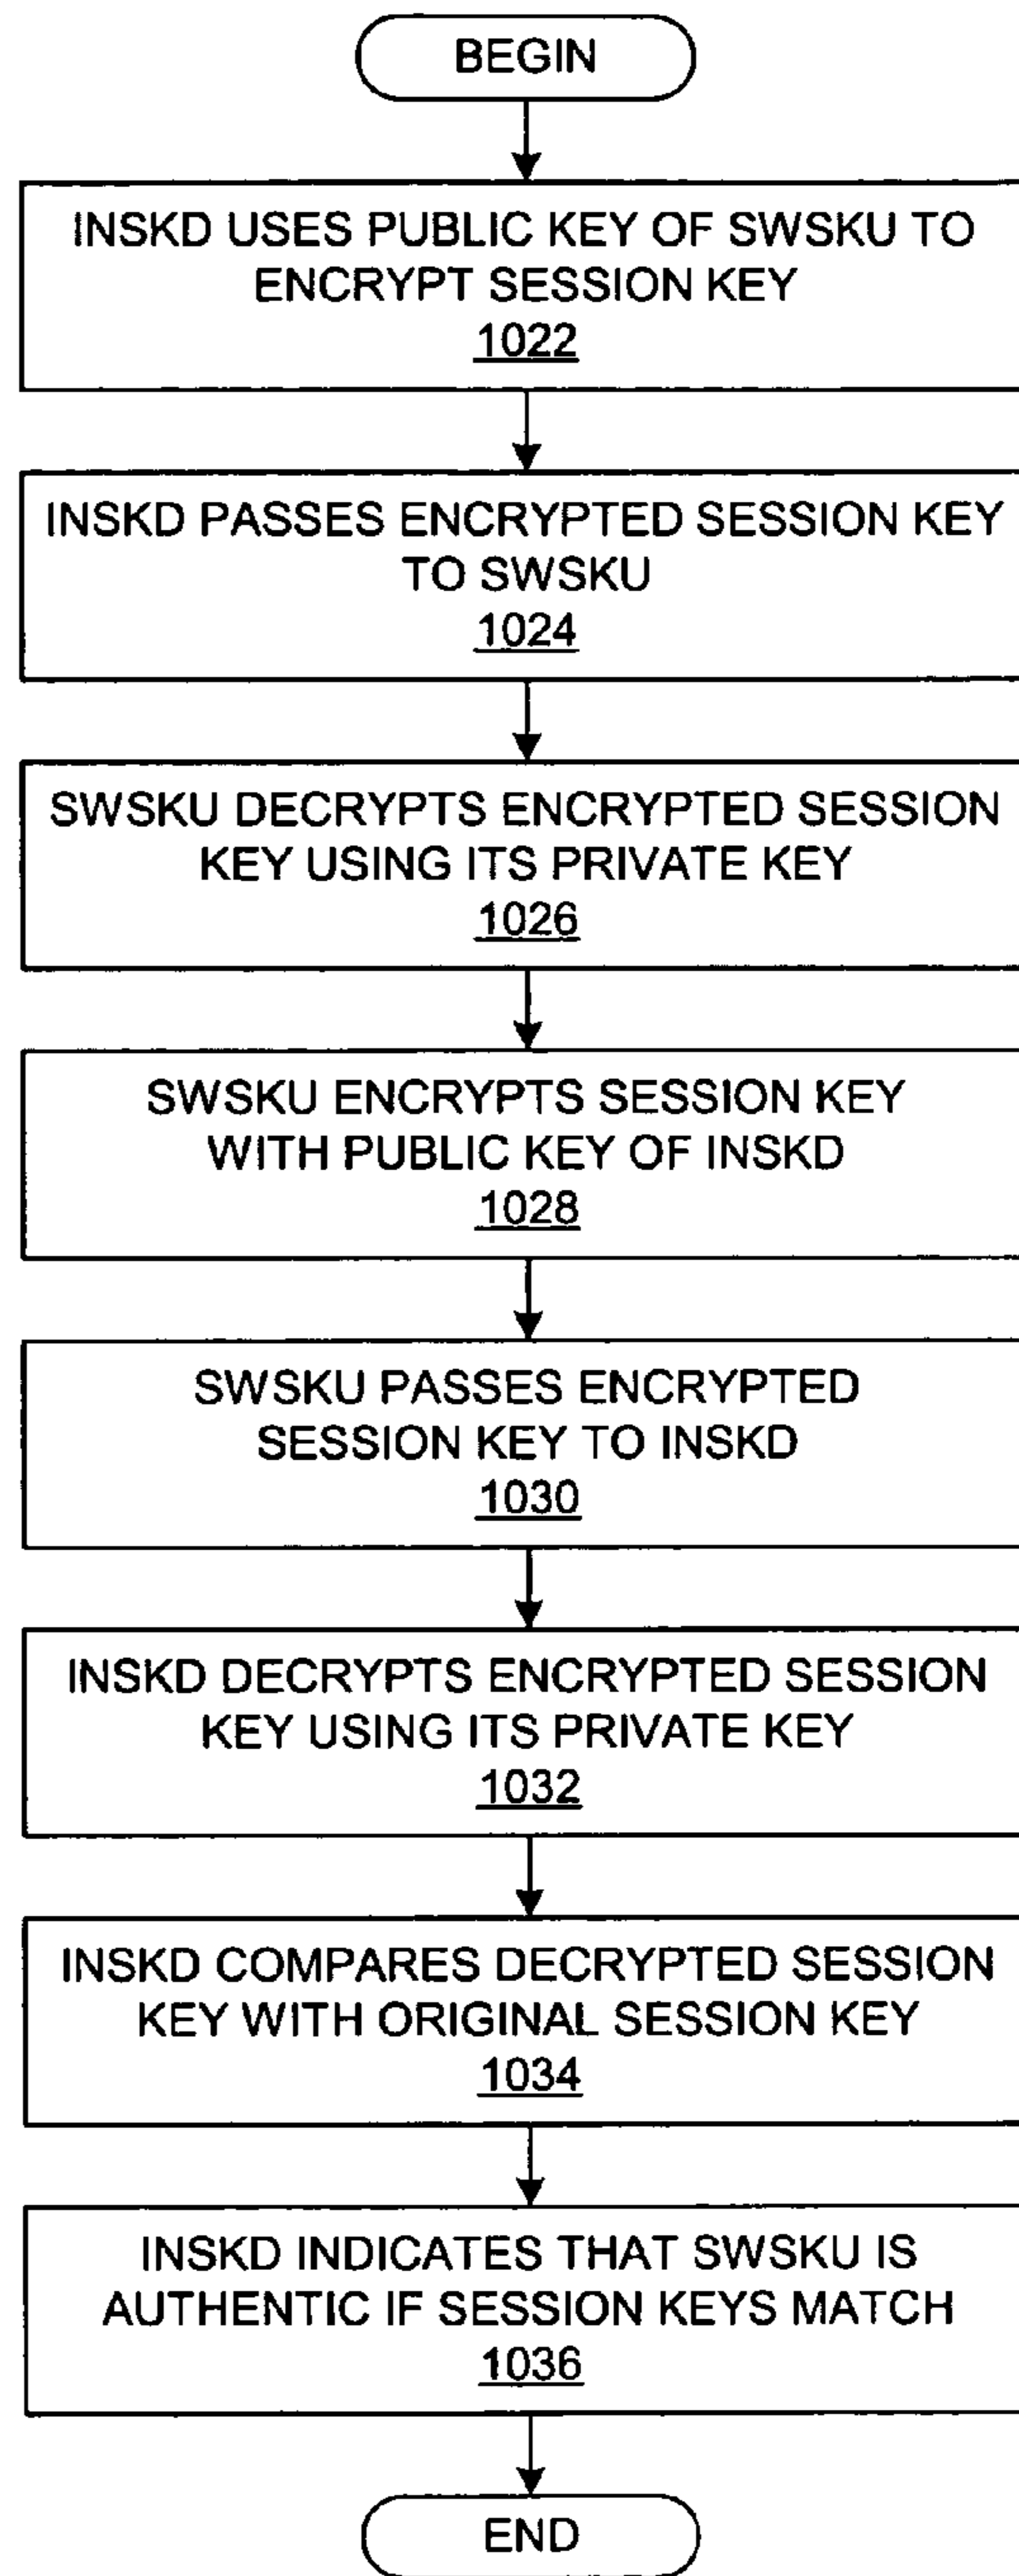 BEGIN
INSKD USES PUBLIC KEY OF SWSKU TO
ENCRYPT SESSION KEY
1022
INSKD PASSES ENCRYPTED SESSION KEY
TO SWSKU
1024
SWSKU DECRYPTS ENCRYPTED SESSION
KEY USING ITS PRIVATE KEY
1026
SWSKU ENCRYPTS SESSION KEY
WITH PUBLIC KEY OF INSKD
1028
SWSKU PASSES ENCRYPTED
SESSION KEY TO INSKD
1030
INSKD DECRYPTS ENCRYPTED SESSION
KEY USING ITS PRIVATE KEY
1032
INSKD COMPARES DECRYPTED SESSION
KEY WITH ORIGINAL SESSION KEY
1034
INSKD INDICATES THAT SWSKU IS
AUTHENTIC IF SESSION KEYS MATCH
1036
END